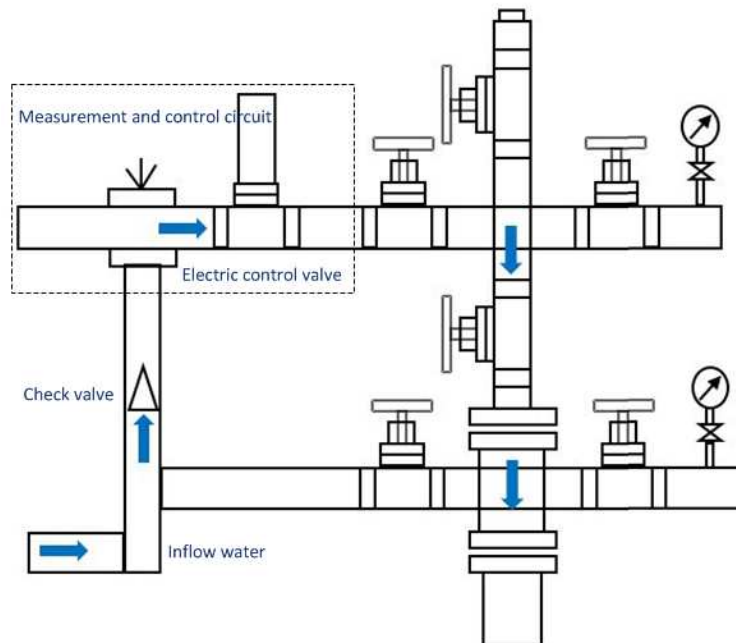 Measurement and control circuit
Electric control valve
Check valve
Inflow water